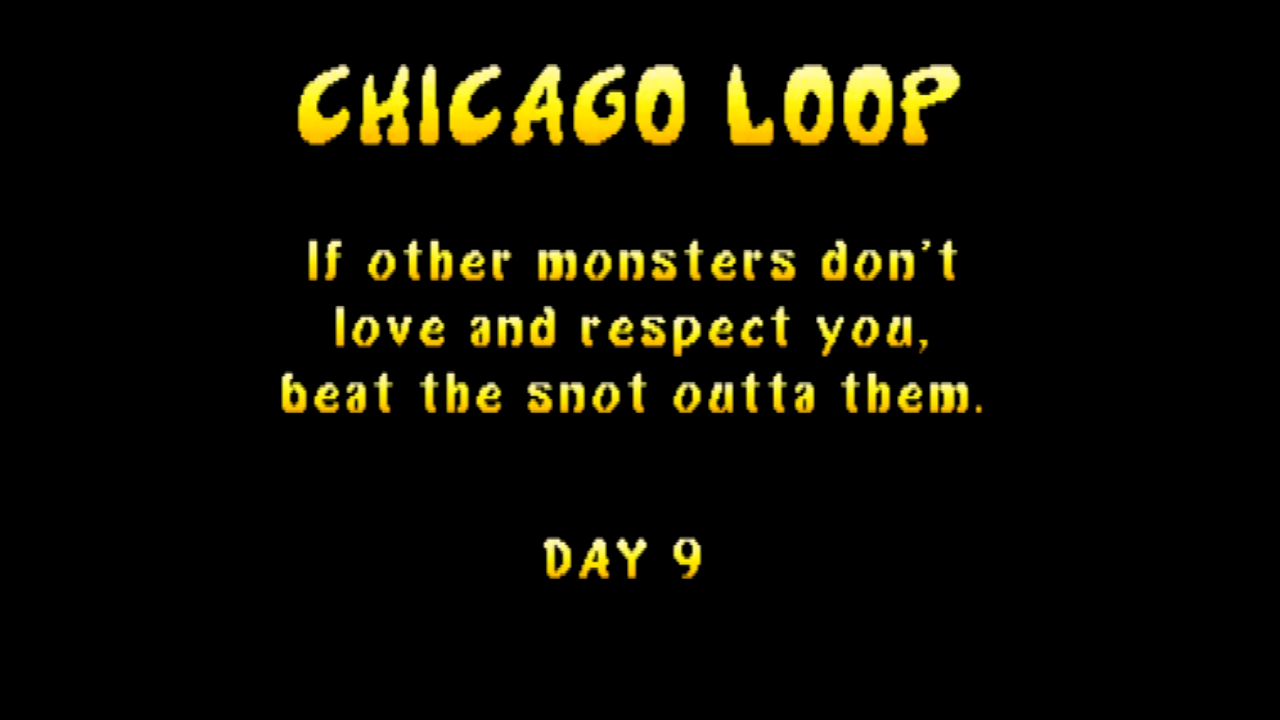 CHICAGO LOOP
If other monsters don't
love and respect you,
beat the snot outta them.
DAY 9